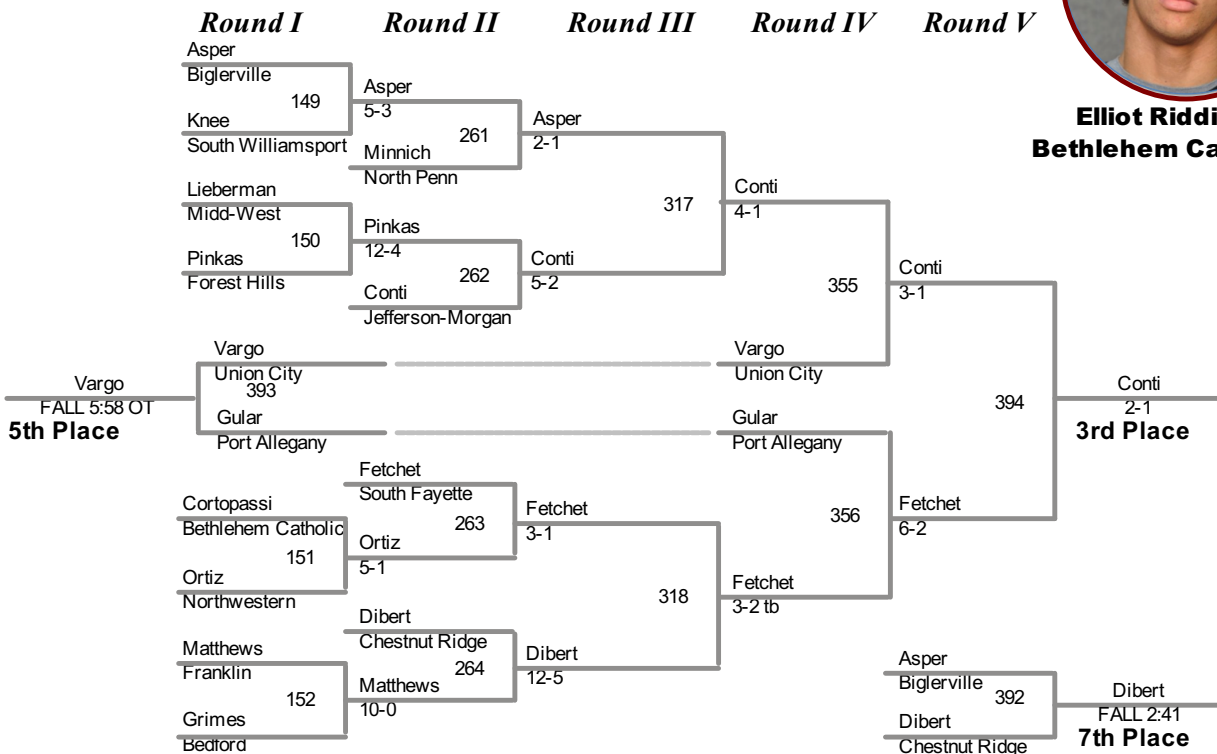 Round I Round II Round III Round IV Round V
Elliot Riddi
Bethlehem Ca
Asper
Biglerville
149
Knee
South Williamsport
Asper
5-3
261
Minnich
North Penn
Asper
2-1
Lieberman
Midd-West
150
Pinkas
Forest Hills
Pinkas
12-4
262
Conti
Jefferson-Morgan
Conti
5-2
317
Conti
4-1
355
Vargo
Union City
Conti
3-1
Vargo
Union City
393
Gular
Port Allegany
Vargo
FALL 5:58 OT
5th Place
Gular
Port Allegany
394
Conti
2-1
3rd Place
Fetchet
South Fayette
263
Cortopassi
Bethlehem Catholic
151
Ortiz
Northwestern
Ortiz
5-1
Fetchet
3-1
356
Fetchet
6-2
318
Fetchet
3-2 tb
Dibert
Chestnut Ridge
264
Matthews
Franklin
152
Grimes
Bedford
Matthews
10-0
Dibert
12-5
Asper
Biglerville
392
Dibert
Chestnut Ridge
Dibert
FALL 2:41
7th Place